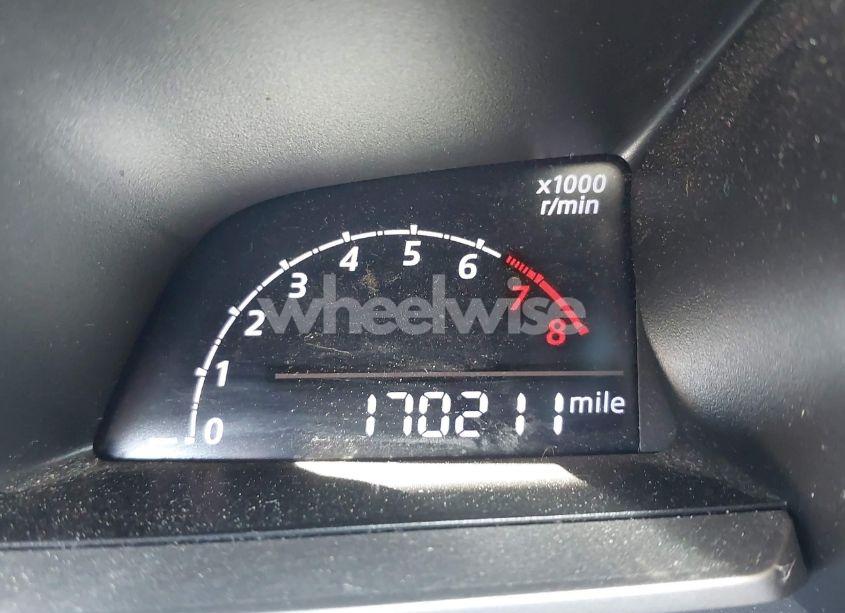 x1000
r/min
0 1 2 3 4 5 6 7 8
wheelwise
170211 mile